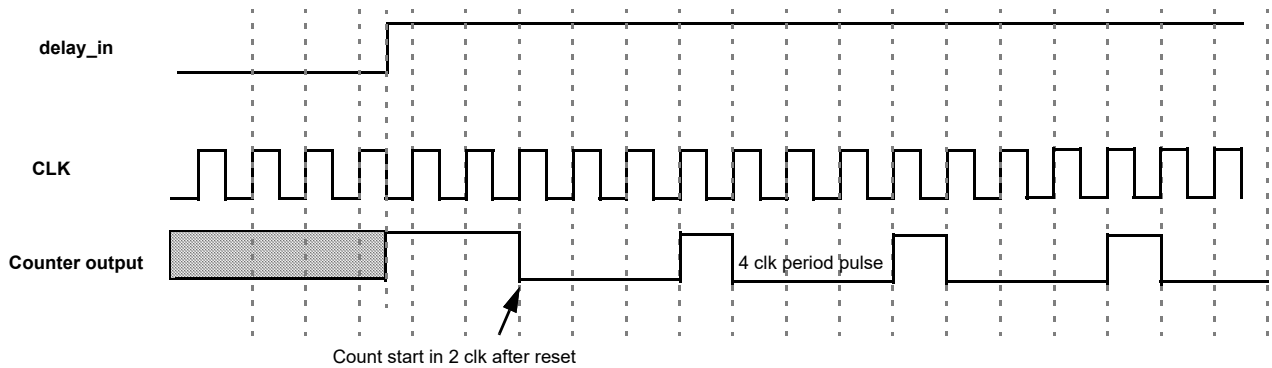 delay_in
CLK
Counter output
4 clk period pulse
Count start in 2 clk after reset